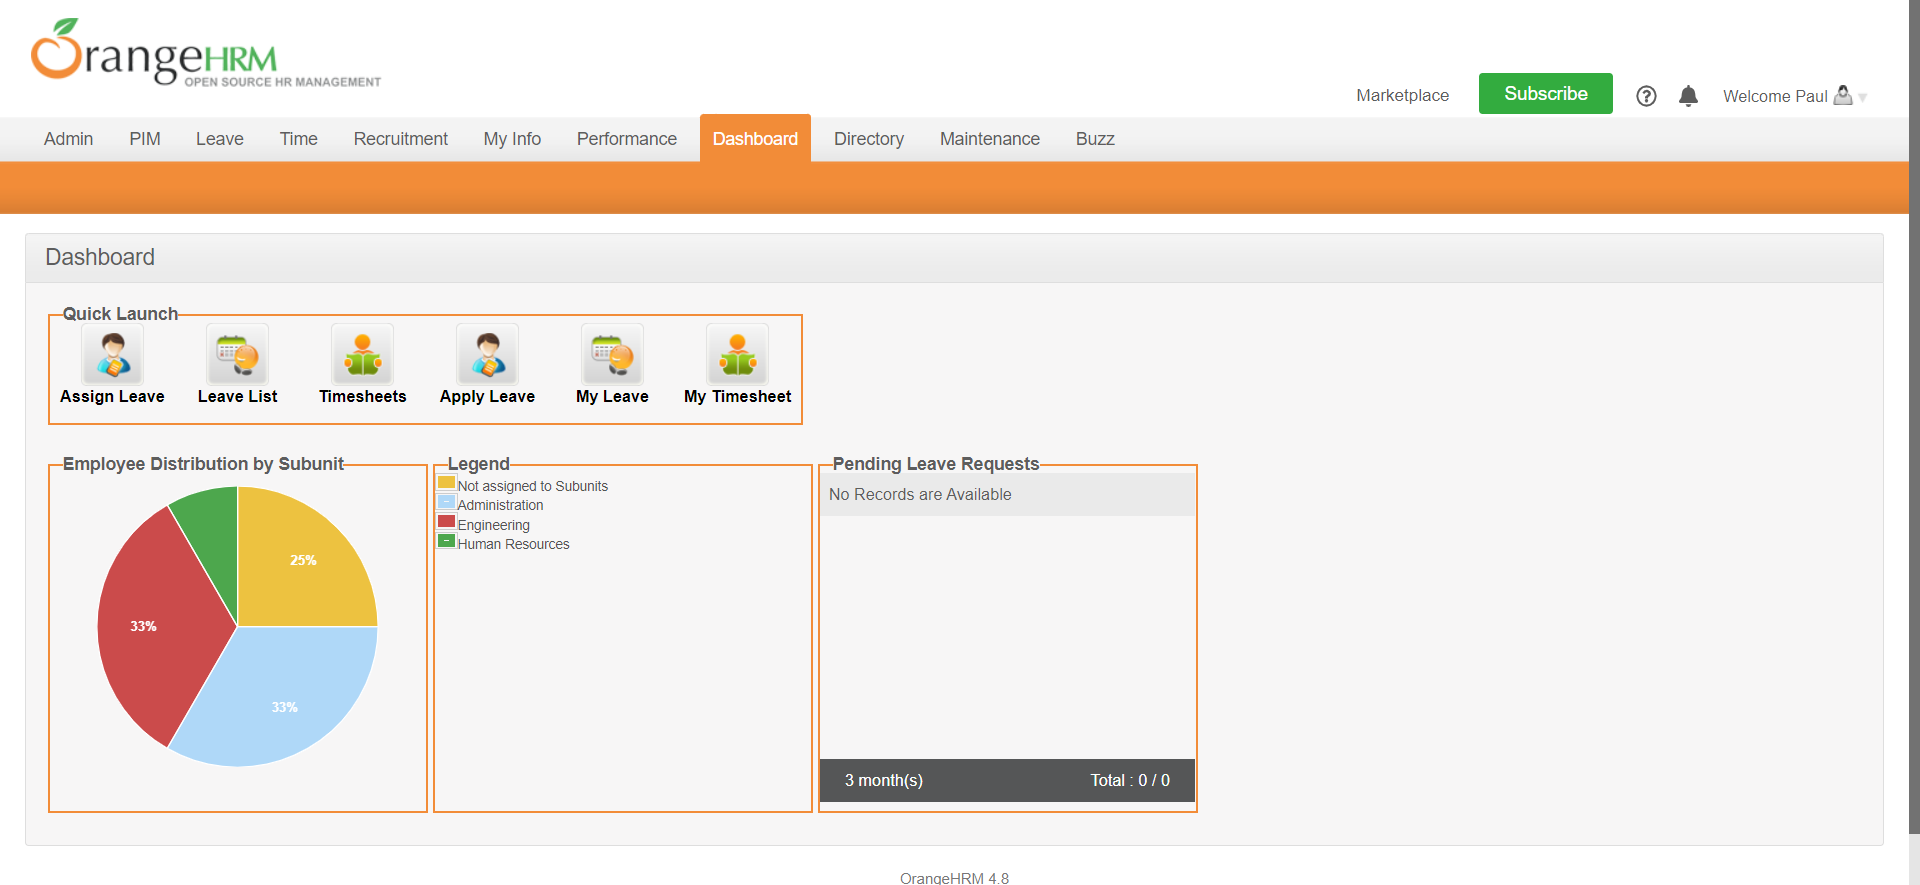 OrangeHRM
OPEN SOURCE HR MANAGEMENT
Marketplace
Subscribe
Welcome Paul
Admin
PIM
Leave
Time
Recruitment
My Info
Performance
Dashboard
Directory
Maintenance
Buzz
Dashboard
Quick Launch
Assign Leave
Leave List
Timesheets
Apply Leave
My Leave
My Timesheet
Employee Distribution by Subunit
25%
33%
33%
Legend
Not assigned to Subunits
Administration
Engineering
Human Resources
Pending Leave Requests
No Records are Available
3 month(s)
Total : 0 / 0
OrangeHRM 4.8